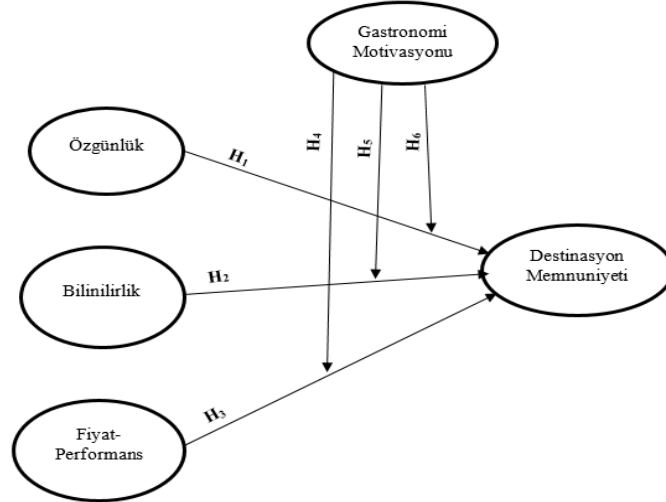 Gastronomi
Motivasyonu
Özgünlük
H₁
H₄
H₅
H₆
Destinasyon
Memnuniyeti
Bilinilirlik
H₂
Fiyat-
Performans
H₃